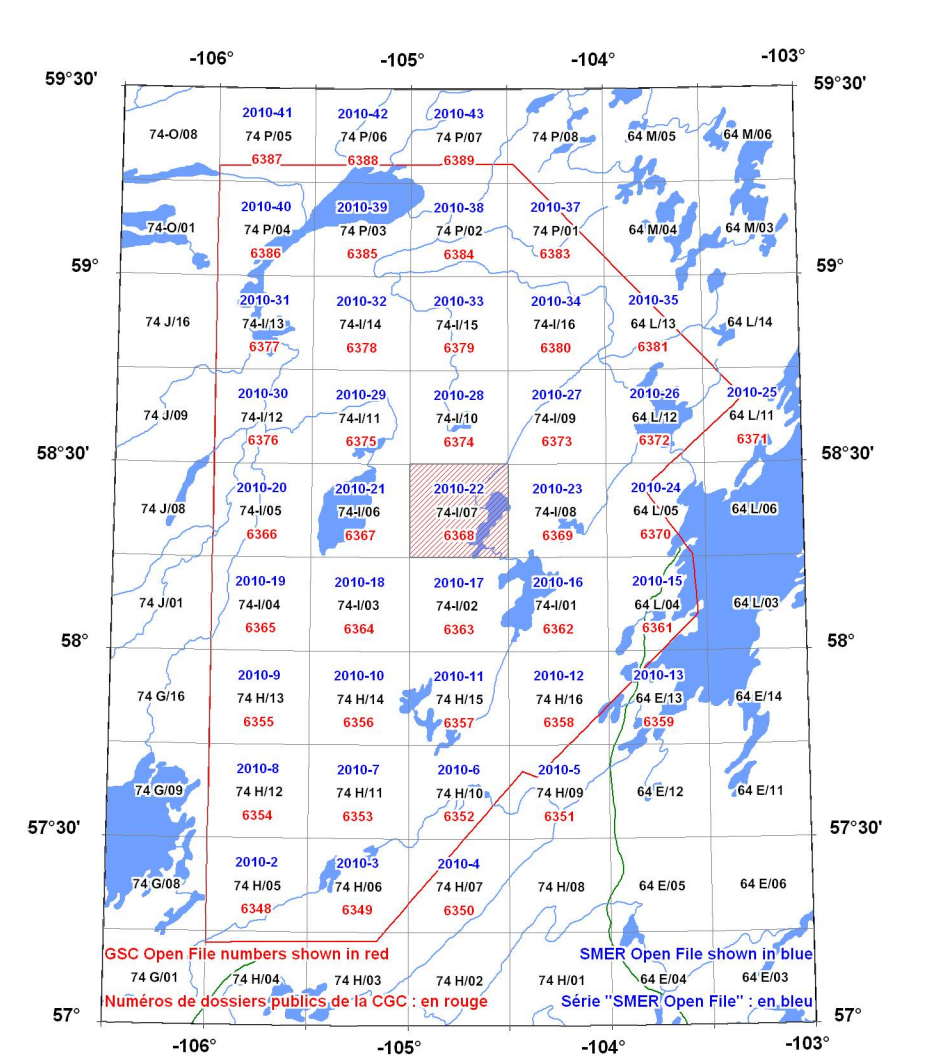 -106° -105° -104° -103°
59°30' 59°30'
2010-41 2010-42 2010-43
74-O/08 74 P/05 74 P/06 74 P/07 74 P/08 64 M/05 64 M/06
6387 6388 6389
2010-40 2010-39 2010-38 2010-37
74-O/01 74 P/04 74 P/03 74 P/02 74 P/01 64 M/04 64 M/03
6386 6385 6384 6383
59° 59°
2010-31 2010-32 2010-33 2010-34 2010-35
74 J/16 74-I/13 74-I/14 74-I/15 74-I/16 64 L/13 64 L/14
6377 6378 6379 6380 6381
2010-30 2010-29 2010-28 2010-27 2010-26 2010-25
74 J/09 74-I/12 74-I/11 74-I/10 74-I/09 64 L/12 64 L/11
6376 6375 6374 6373 6372 6371
58°30' 58°30'
2010-20 2010-21 2010-22 2010-23 2010-24
74 J/08 74-I/05 74-I/06 74-I/07 74-I/08 64 L/05 64 L/06
6366 6367 6368 6369 6370
2010-19 2010-18 2010-17 2010-16 2010-15
74 J/01 74-I/04 74-I/03 74-I/02 74-I/01 64 L/04 64 L/03
6365 6364 6363 6362 6361
58° 58°
2010-9 2010-10 2010-11 2010-12 2010-13
74 G/16 74 H/13 74 H/14 74 H/15 74 H/16 64 E/13 64 E/14
6355 6356 6357 6358 6359
2010-8 2010-7 2010-6 2010-5
74 G/09 74 H/12 74 H/11 74 H/10 74 H/09 64 E/12 64 E/11
6354 6353 6352 6351
57°30' 57°30'
2010-2 2010-3 2010-4
74 G/08 74 H/05 74 H/06 74 H/07 74 H/08 64 E/05 64 E/06
6348 6349 6350
GSC Open File numbers shown in red SMER Open File shown in blue
74 G/01 74 H/04 74 H/03 74 H/02 74 H/01 64 E/04 64 E/03
Numéros de dossiers publics de la CGC : en rouge Série "SMER Open File" : en bleu
57° 57°
-106° -105° -104° -103°